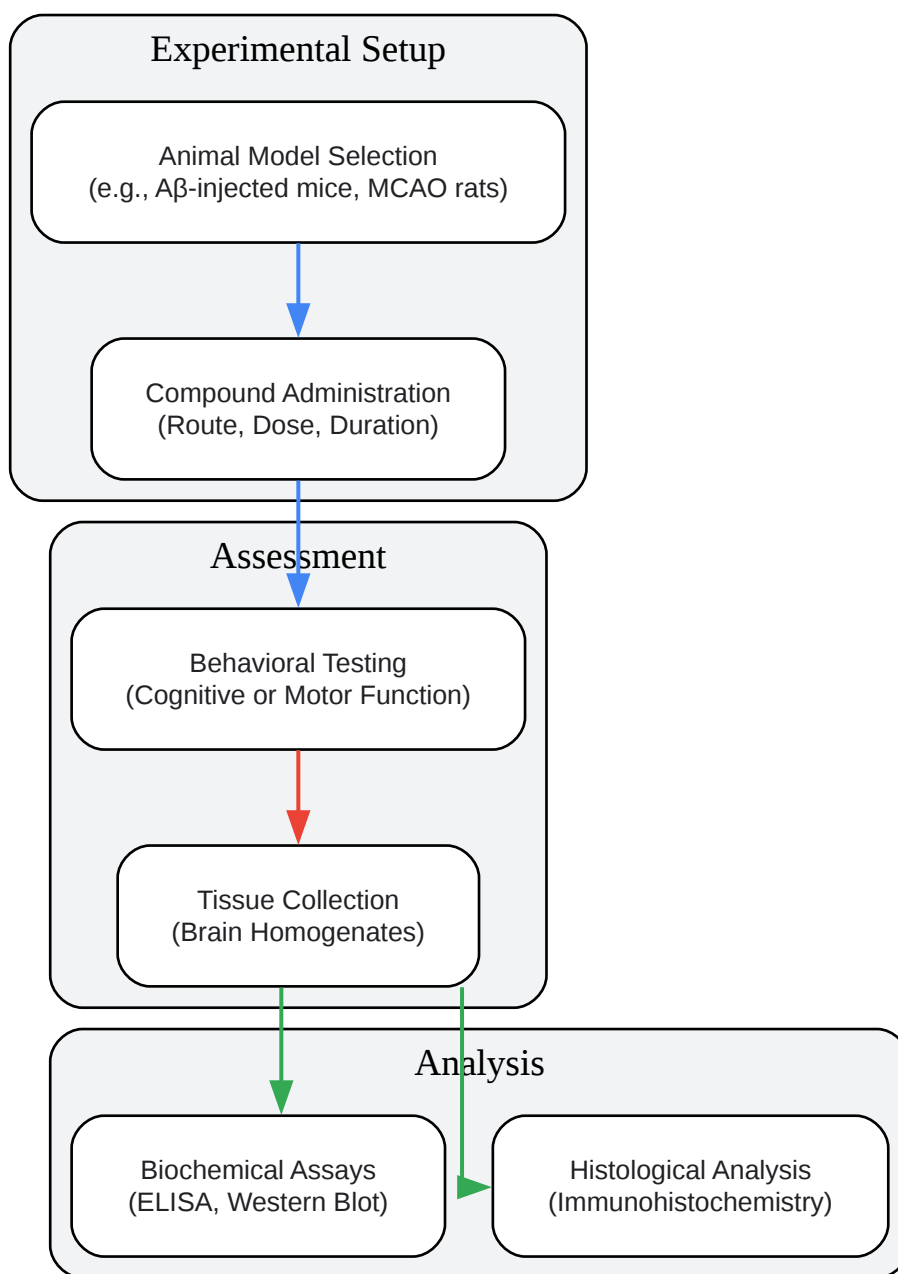 Experimental Setup
Animal Model Selection
(e.g., Aβ-injected mice, MCAO rats)
Compound Administration
(Route, Dose, Duration)
Assessment
Behavioral Testing
(Cognitive or Motor Function)
Tissue Collection
(Brain Homogenates)
Analysis
Biochemical Assays
(ELISA, Western Blot)
Histological Analysis
(Immunohistochemistry)